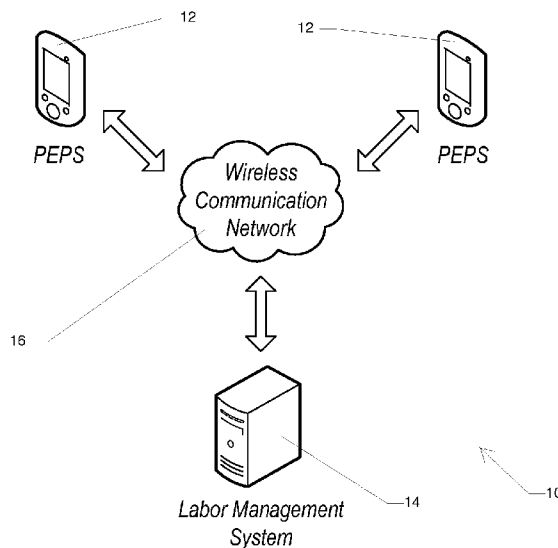 12
12
PEPS
PEPS
Wireless
Communication
Network
16
14
10
Labor Management
System